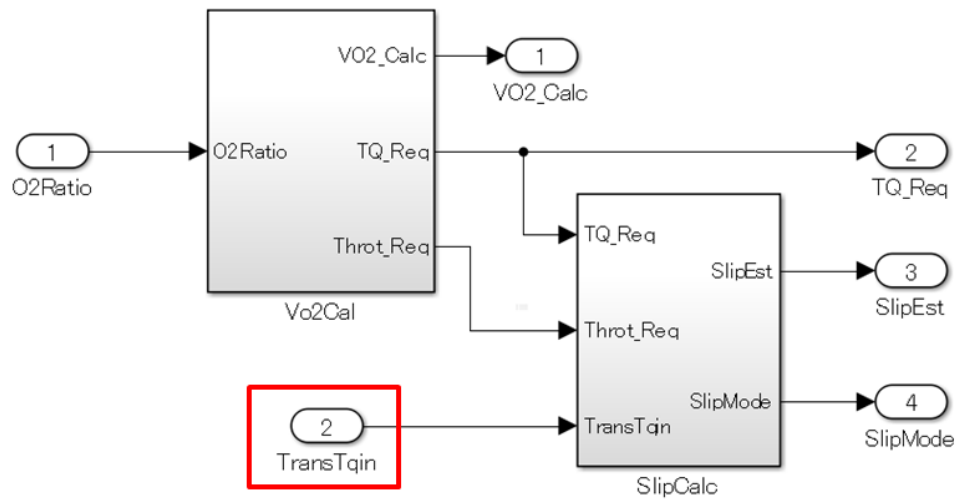 VO2_Calc
1
VO2_Calc
1
O2Ratio
O2Ratio
TQ_Req
2
TQ_Req
Throt_Req
Vo2Cal
TQ_Req
SlipEst
3
SlipEst
Throt_Req
2
TransTqin
TransTqin
SlipMode
4
SlipMode
SlipCalc